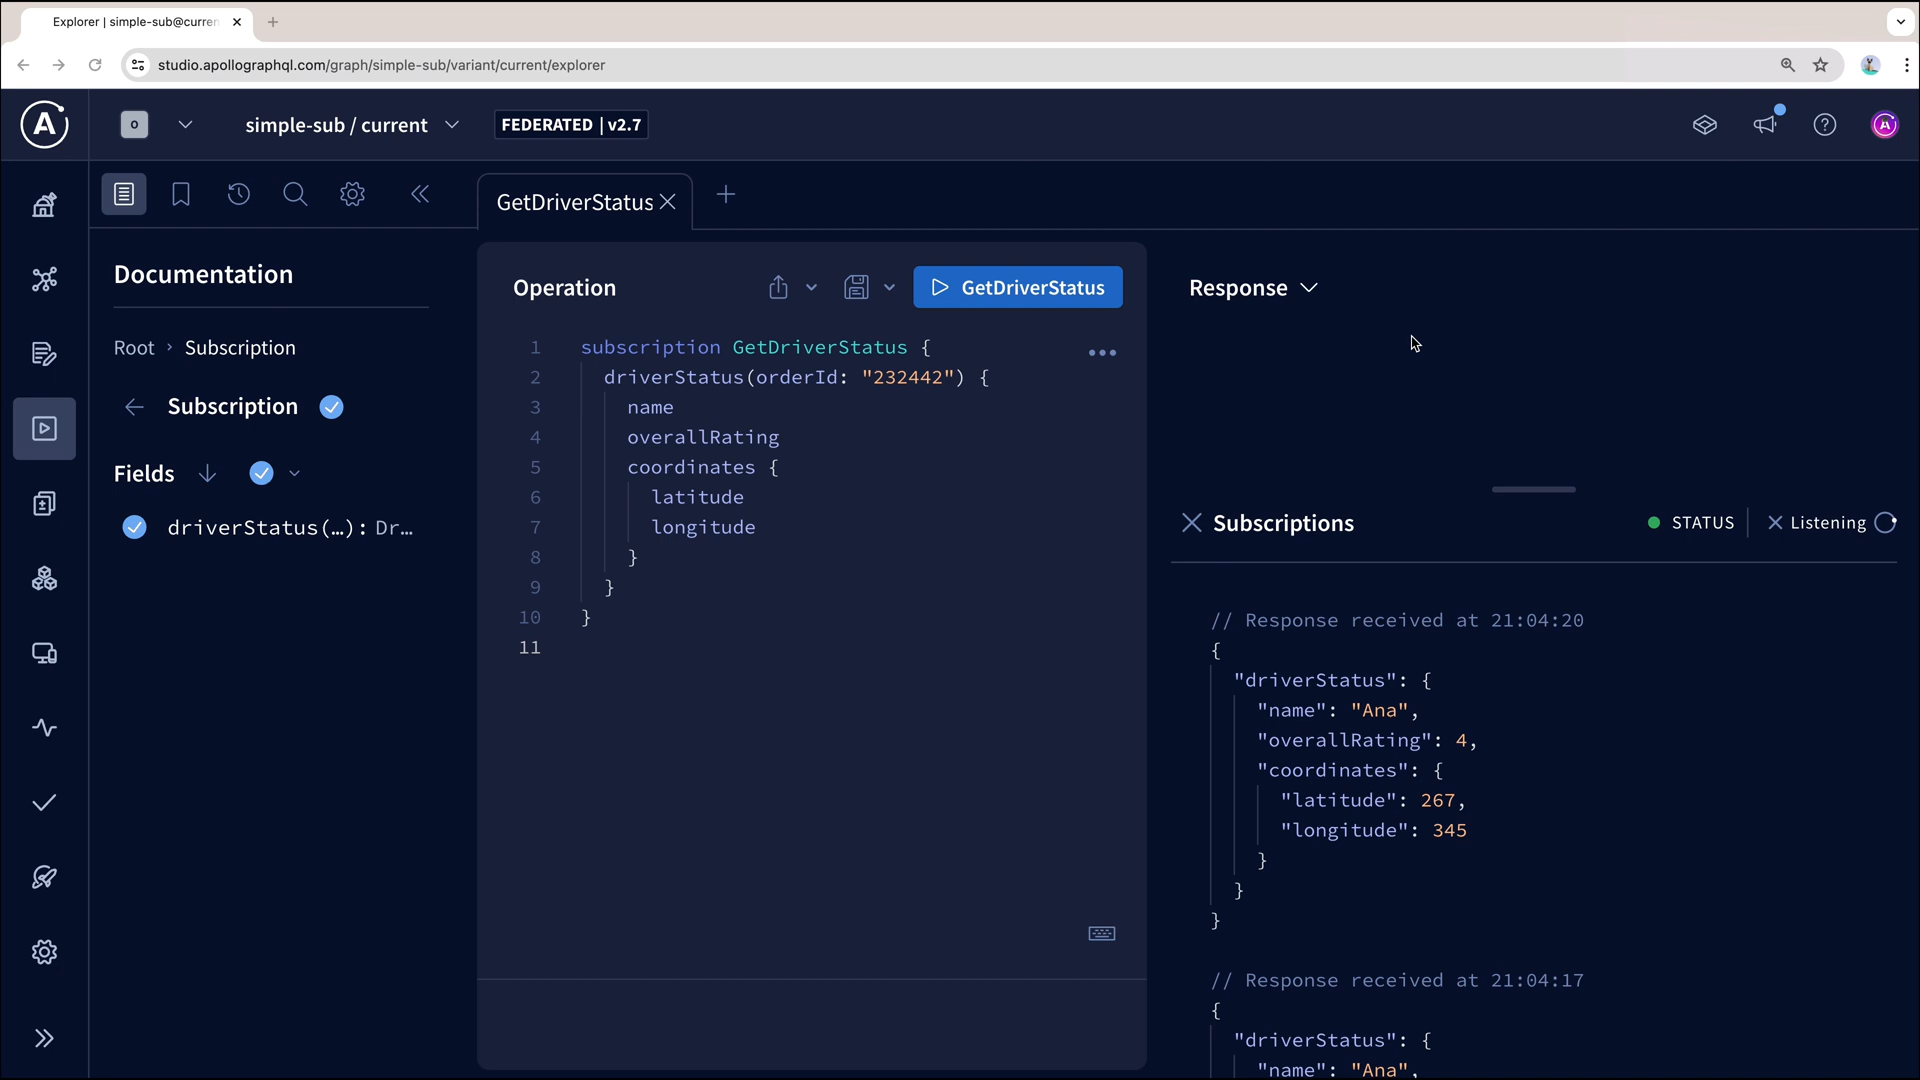 Explorer | simple-sub@curren
studio.apollographql.com/graph/simple-sub/variant/current/explorer
A
o
simple-sub / current
FEDERATED | v2.7
?
A
GetDriverStatus
Documentation
Root › Subscription
Subscription
Fields
driverStatus(…): Dr…
Operation
GetDriverStatus
1 subscription GetDriverStatus {
2 driverStatus(orderId: "232442") {
3 name
4 overallRating
5 coordinates {
6 latitude
7 longitude
8 }
9 }
10 }
11
Response
Subscriptions
STATUS
Listening
// Response received at 21:04:20
{
"driverStatus": {
"name": "Ana",
"overallRating": 4,
"coordinates": {
"latitude": 267,
"longitude": 345
}
}
}
// Response received at 21:04:17
{
"driverStatus": {
"name": "Ana",